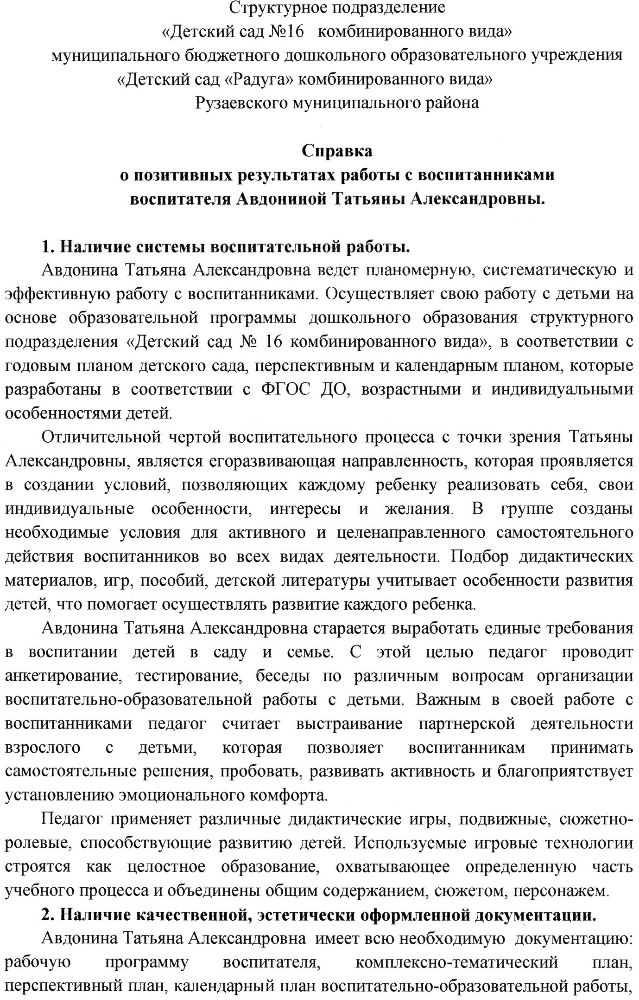 Структурное подразделение
«Детский сад №16 комбинированного вида»
муниципального бюджетного дошкольного образовательного учреждения
«Детский сад «Радуга» комбинированного вида»
Рузаевского муниципального района
Справка
о позитивных результатах работы с воспитанниками
воспитателя Авдониной Татьяны Александровны.
1. Наличие системы воспитательной работы.
Авдонина Татьяна Александровна ведет планомерную, систематическую и
эффективную работу с воспитанниками. Осуществляет свою работу с детьми на
основе образовательной программы дошкольного образования структурного
подразделения «Детский сад № 16 комбинированного вида», в соответствии с
годовым планом детского сада, перспективным и календарным планом, которые
разработаны в соответствии с ФГОС ДО, возрастными и индивидуальными
особенностями детей.
Отличительной чертой воспитательного процесса с точки зрения Татьяны
Александровны, является егоразвивающая направленность, которая проявляется
в создании условий, позволяющих каждому ребенку реализовать себя, свои
индивидуальные особенности, интересы и желания. В группе созданы
необходимые условия для активного и целенаправленного самостоятельного
действия воспитанников во всех видах деятельности. Подбор дидактических
материалов, игр, пособий, детской литературы учитывает особенности развития
детей, что помогает осуществлять развитие каждого ребенка.
Авдонина Татьяна Александровна старается выработать единые требования
в воспитании детей в саду и семье. С этой целью педагог проводит
анкетирование, тестирование, беседы по различным вопросам организации
воспитательно-образовательной работы с детьми. Важным в своей работе с
воспитанниками педагог считает выстраивание партнерской деятельности
взрослого с детьми, которая позволяет воспитанникам принимать
самостоятельные решения, пробовать, развивать активность и благоприятствует
установлению эмоционального комфорта.
Педагог применяет различные дидактические игры, подвижные, сюжетно-
ролевые, способствующие развитию детей. Используемые игровые технологии
строятся как целостное образование, охватывающее определенную часть
учебного процесса и объединены общим содержанием, сюжетом, персонажем.
2. Наличие качественной, эстетически оформленной документации.
Авдонина Татьяна Александровна имеет всю необходимую документацию:
рабочую программу воспитателя, комплексно-тематический план,
перспективный план, календарный план воспитательно-образовательной работы,